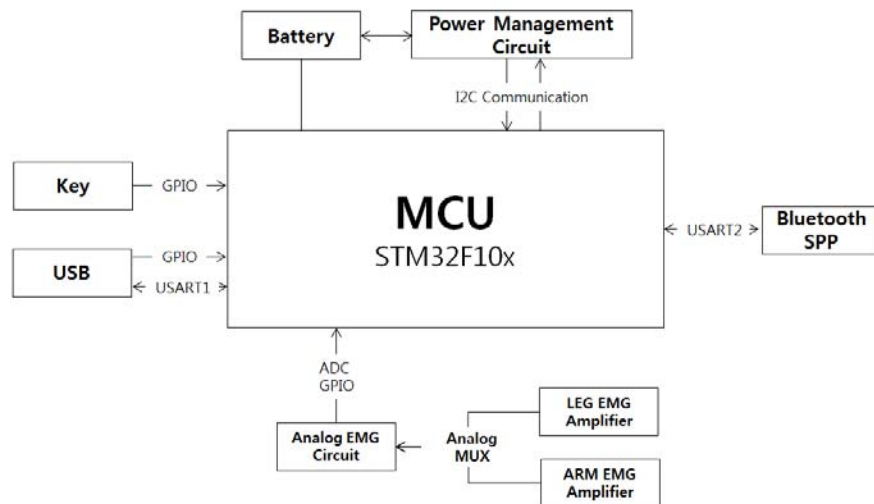 Battery
Power Management
Circuit
I2C Communication
Key
GPIO
MCU
STM32F10x
USART2
Bluetooth
SPP
USB
GPIO
USART1
ADC
GPIO
LEG EMG
Amplifier
Analog EMG
Circuit
Analog
MUX
ARM EMG
Amplifier